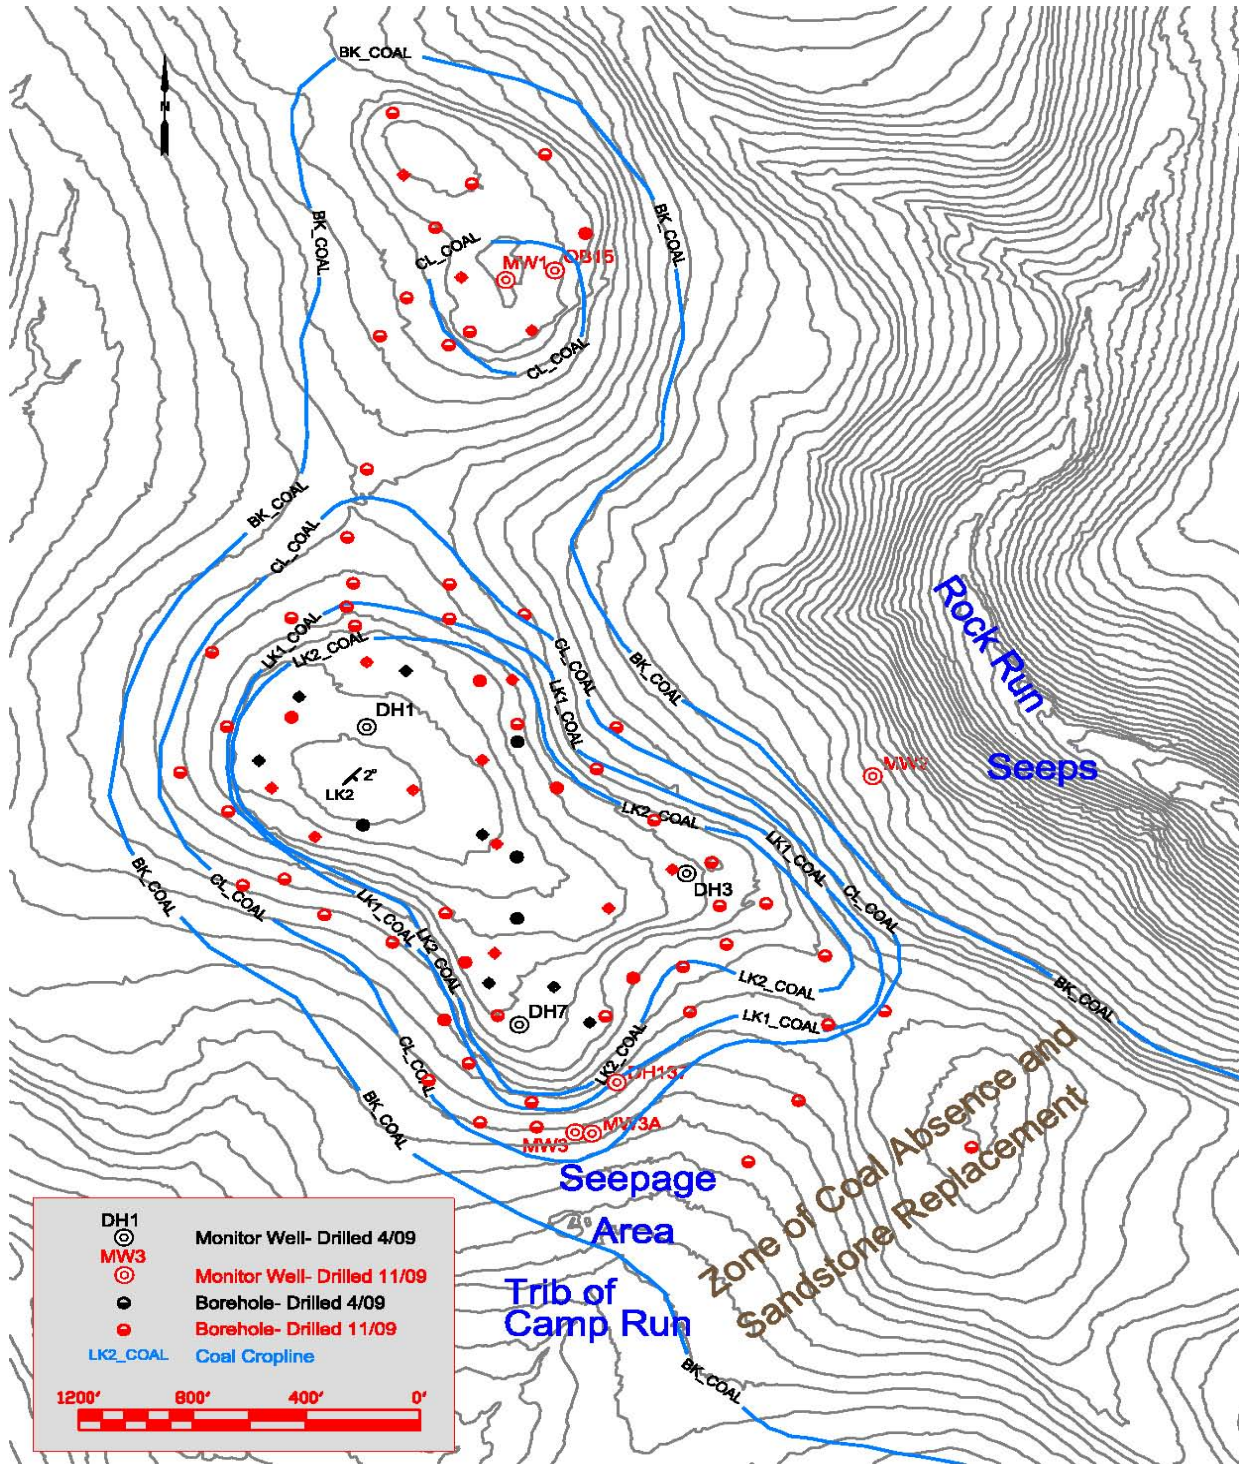 BK_COAL
N
BK_COAL
BK_COAL
CL_COAL
MW1
OB15
CL_COAL
BK_COAL
CL_COAL
Rock Run
LK1_COAL
LK2_COAL
CL_COAL
BK_COAL
LK1_COAL
DH1
MW2
Seeps
2°
LK2
LK2_COAL
LK1_COAL
BK_COAL
CL_COAL
DH3
CL_COAL
LK1_COAL
LK2_COAL
LK2_COAL
BK_COAL
DH7
LK1_COAL
CL_COAL
LK2_COAL
DH137
BK_COAL
MW3
MW3A
Zone of Coal Absence and
Sandstone Replacement
Seepage
Area
Trib of
Camp Run
BK_COAL
DH1
Monitor Well- Drilled 4/09
MW3
Monitor Well- Drilled 11/09
Borehole- Drilled 4/09
Borehole- Drilled 11/09
LK2_COAL Coal Cropline
1200' 800' 400' 0'